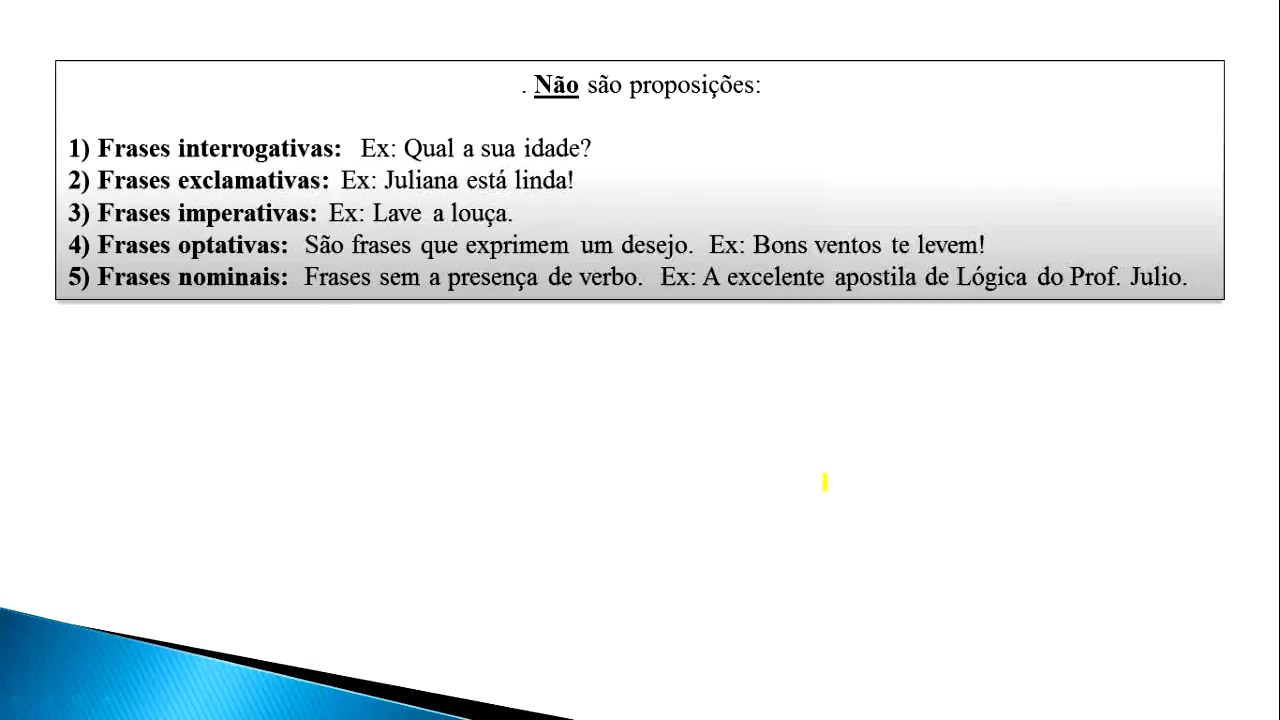 . Não são proposições:
1) Frases interrogativas: Ex: Qual a sua idade?
2) Frases exclamativas: Ex: Juliana está linda!
3) Frases imperativas: Ex: Lave a louça.
4) Frases optativas: São frases que exprimem um desejo. Ex: Bons ventos te levem!
5) Frases nominais: Frases sem a presença de verbo. Ex: A excelente apostila de Lógica do Prof. Julio.